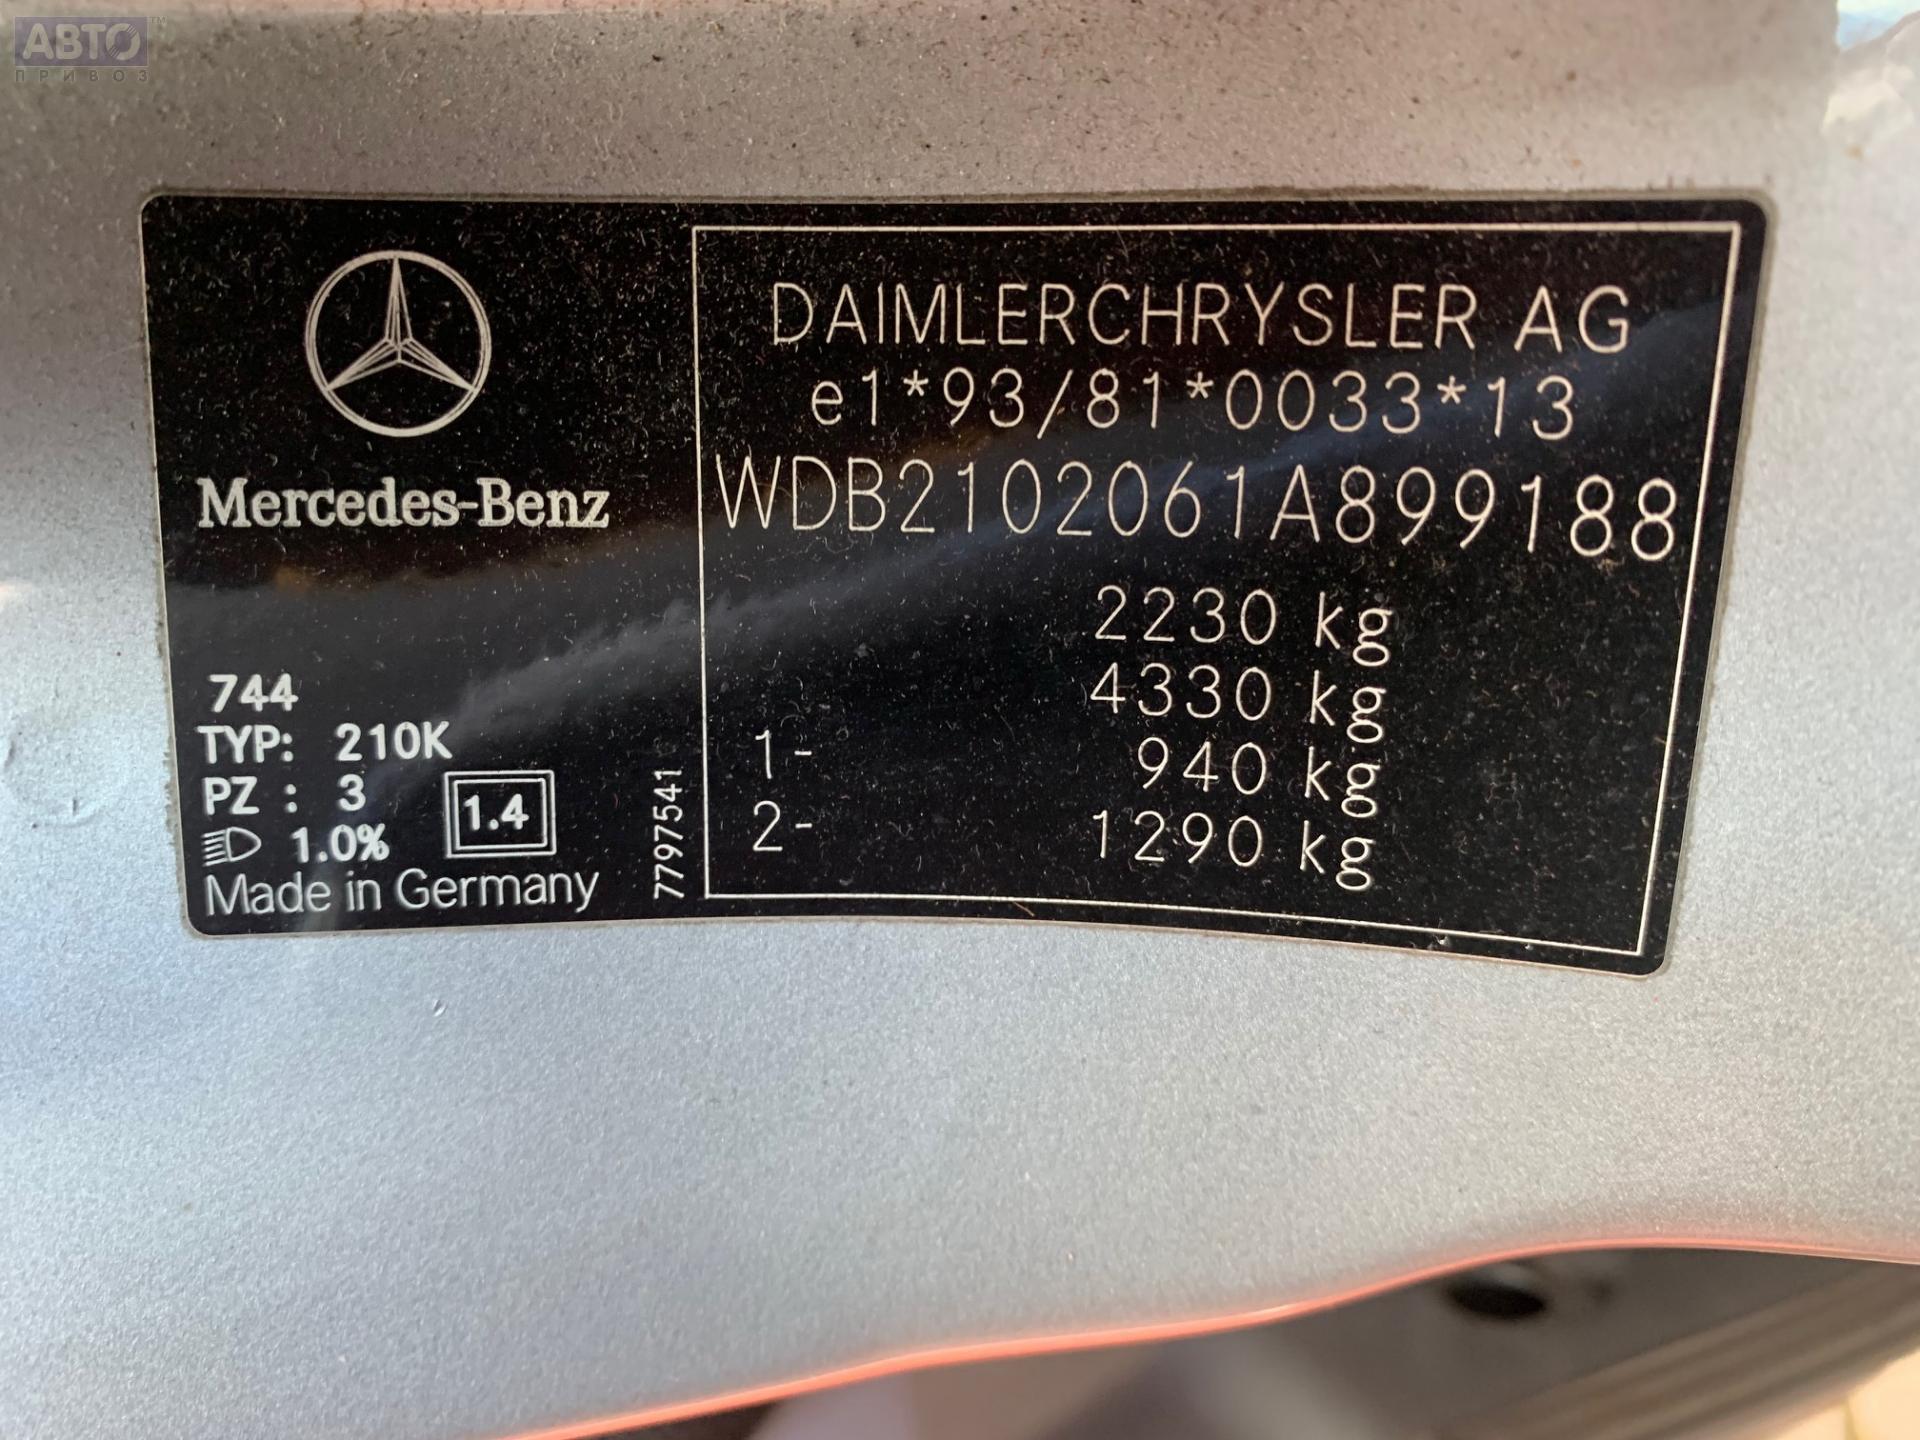 АВТО™
ПРИВОЗ
Mercedes-Benz
744
TYP: 210K
PZ : 3
1.0%
1.4
Made in Germany
7797541
DAIMLERCHRYSLER AG
e1*93/81*0033*13
WDB2102061A899188
2230 kg
4330 kg
1- 940 kg
2- 1290 kg